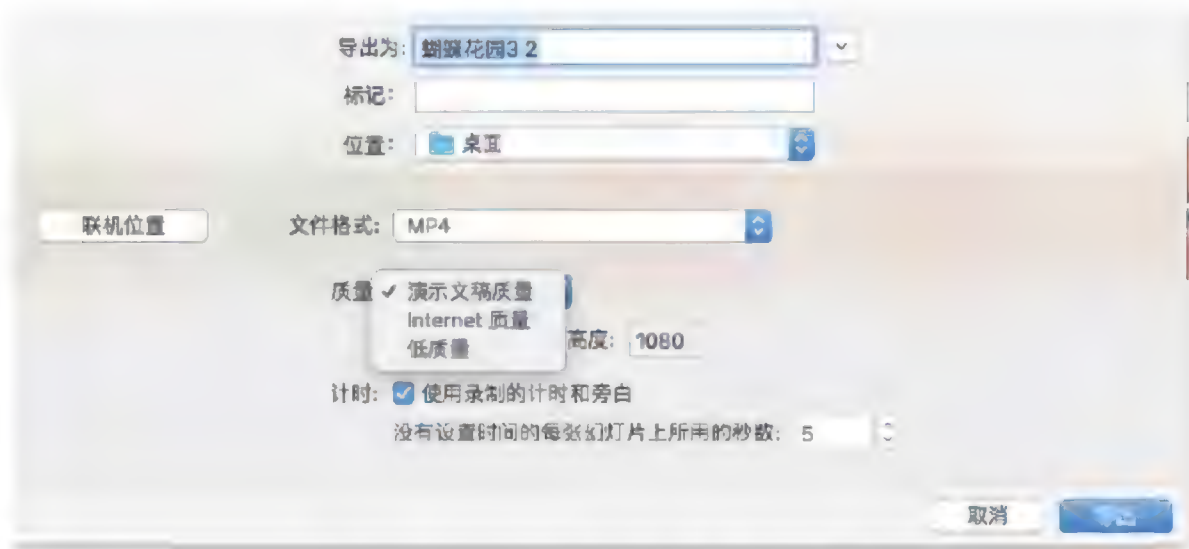 导出为: 蝴蝶花园3 2
标记:
位置: 桌面
联机位置 文件格式: MP4
质量 ✓ 演示文稿质量
Internet 质量
低质量
高度: 1080
计时: 使用录制的计时和旁白
没有设置时间的每张幻灯片上所用的秒数: 5
取消 导出